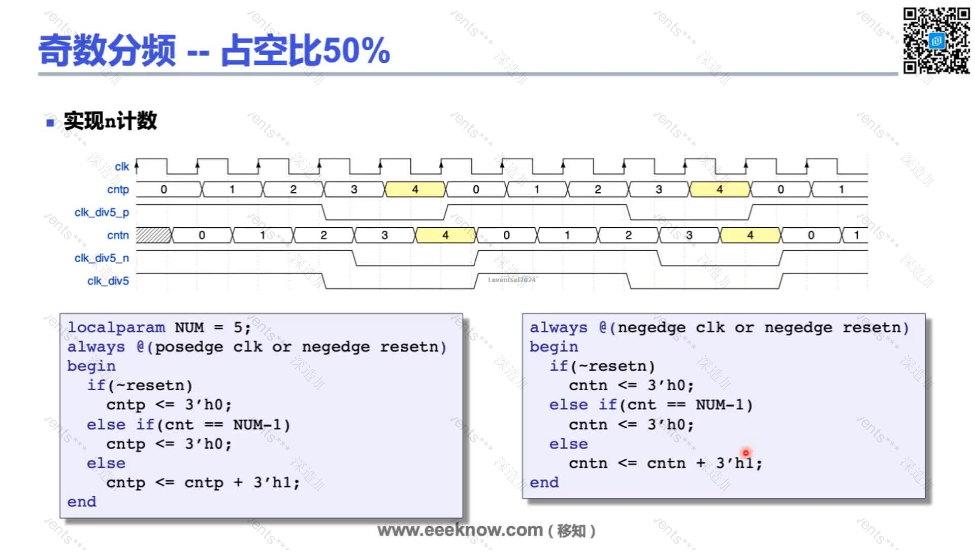 奇数分频 -- 占空比50%
实现n计数
clk
cntp 0 1 2 3 4 0 1 2 3 4 0 1
clk_div5_p
cntn 0 1 2 3 4 0 1 2 3 4 0 1
clk_div5_n
clk_div5
localparam NUM = 5;
always @(posedge clk or negedge resetn)
begin
if(~resetn)
cntp <= 3'h0;
else if(cnt == NUM-1)
cntp <= 3'h0;
else
cntp <= cntp + 3'h1;
end
always @(negedge clk or negedge resetn)
begin
if(~resetn)
cntn <= 3'h0;
else if(cnt == NUM-1)
cntn <= 3'h0;
else
cntn <= cntn + 3'h1;
end
www.eeeknow.com ( 移知 )